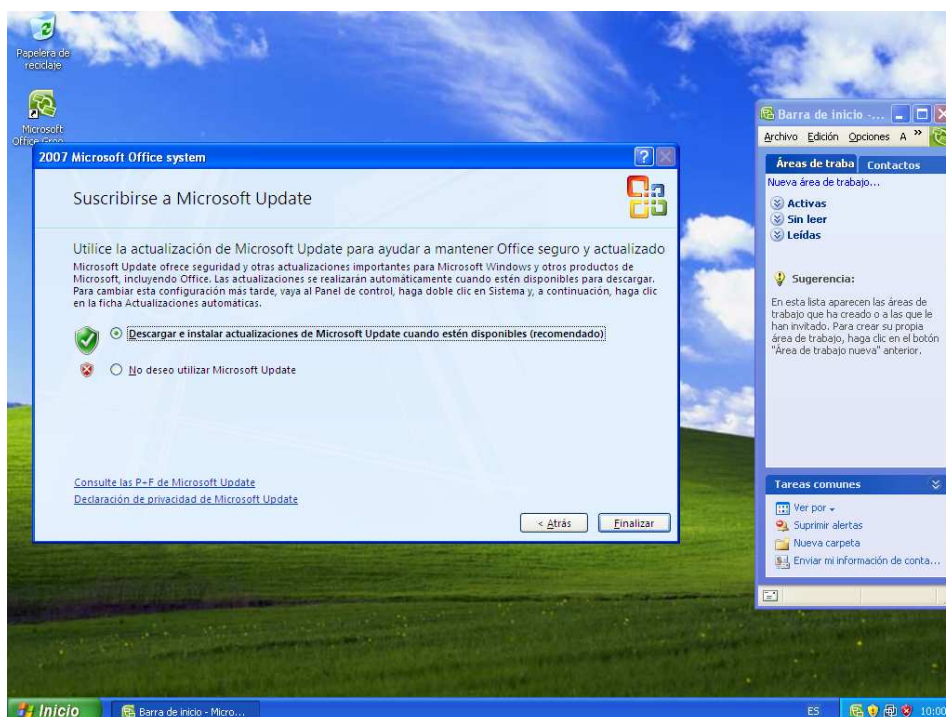 Papelera de
reciclaje
Microsoft
Office Groo...
2007 Microsoft Office system
Suscribirse a Microsoft Update
Utilice la actualización de Microsoft Update para ayudar a mantener Office seguro y actualizado
Microsoft Update ofrece seguridad y otras actualizaciones importantes para Microsoft Windows y otros productos de
Microsoft, incluyendo Office. Las actualizaciones se realizarán automáticamente cuando estén disponibles para descargar.
Para cambiar esta configuración más tarde, vaya al Panel de control, haga doble clic en Sistema y, a continuación, haga clic
en la ficha Actualizaciones automáticas.
Descargar e instalar actualizaciones de Microsoft Update cuando estén disponibles (recomendado)
No deseo utilizar Microsoft Update
Consulte las P+F de Microsoft Update
Declaración de privacidad de Microsoft Update
< Atrás
Finalizar
Barra de inicio -...
Archivo Edición Opciones A »
Áreas de traba Contactos
Nueva área de trabajo...
Activas
Sin leer
Leídas
Sugerencia:
En esta lista aparecen las áreas de
trabajo que ha creado o a las que le
han invitado. Para crear su propia
área de trabajo, haga clic en el botón
"Área de trabajo nueva" anterior.
Tareas comunes
Ver por
Suprimir alertas
Nueva carpeta
Enviar mi información de conta...
Inicio
Barra de inicio - Micro...
ES
10:00